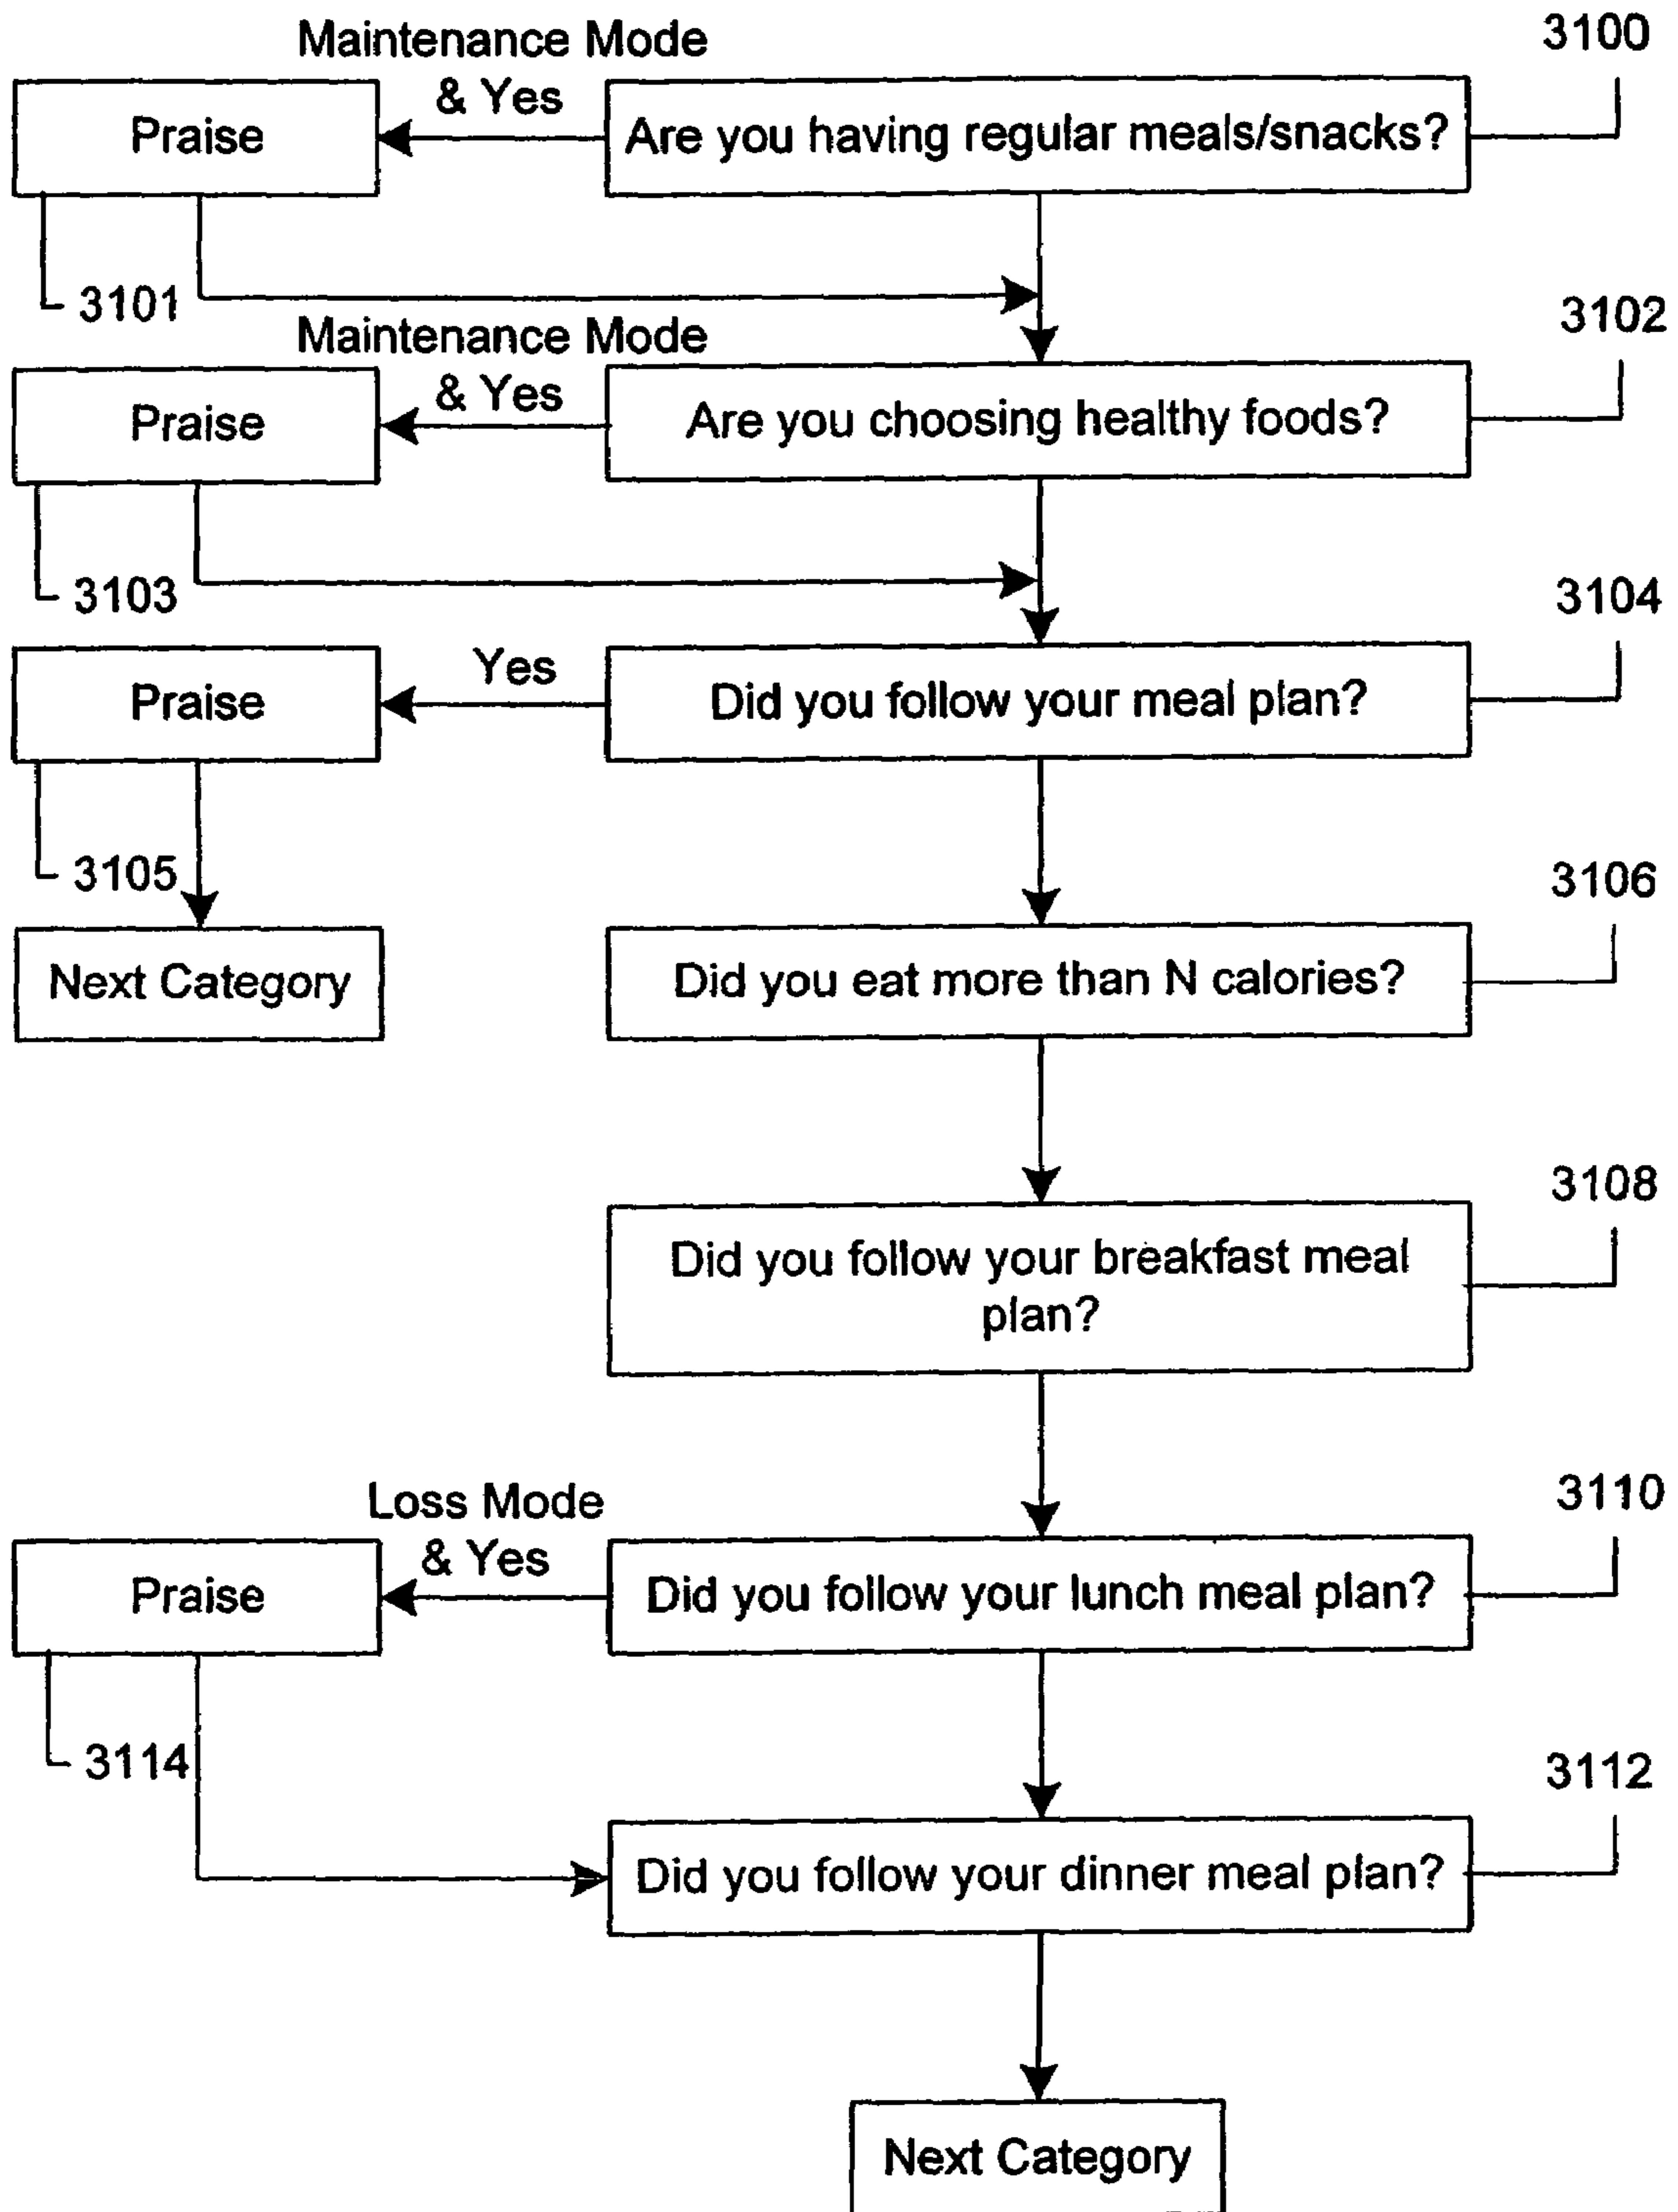 Maintenance Mode
& Yes
3100
Praise
Are you having regular meals/snacks?
3101
Maintenance Mode
& Yes
3102
Praise
Are you choosing healthy foods?
3103
3104
Yes
Praise
Did you follow your meal plan?
3105
3106
Next Category
Did you eat more than N calories?
3108
Did you follow your breakfast meal
plan?
3110
Loss Mode
& Yes
Praise
Did you follow your lunch meal plan?
3114
3112
Did you follow your dinner meal plan?
Next Category